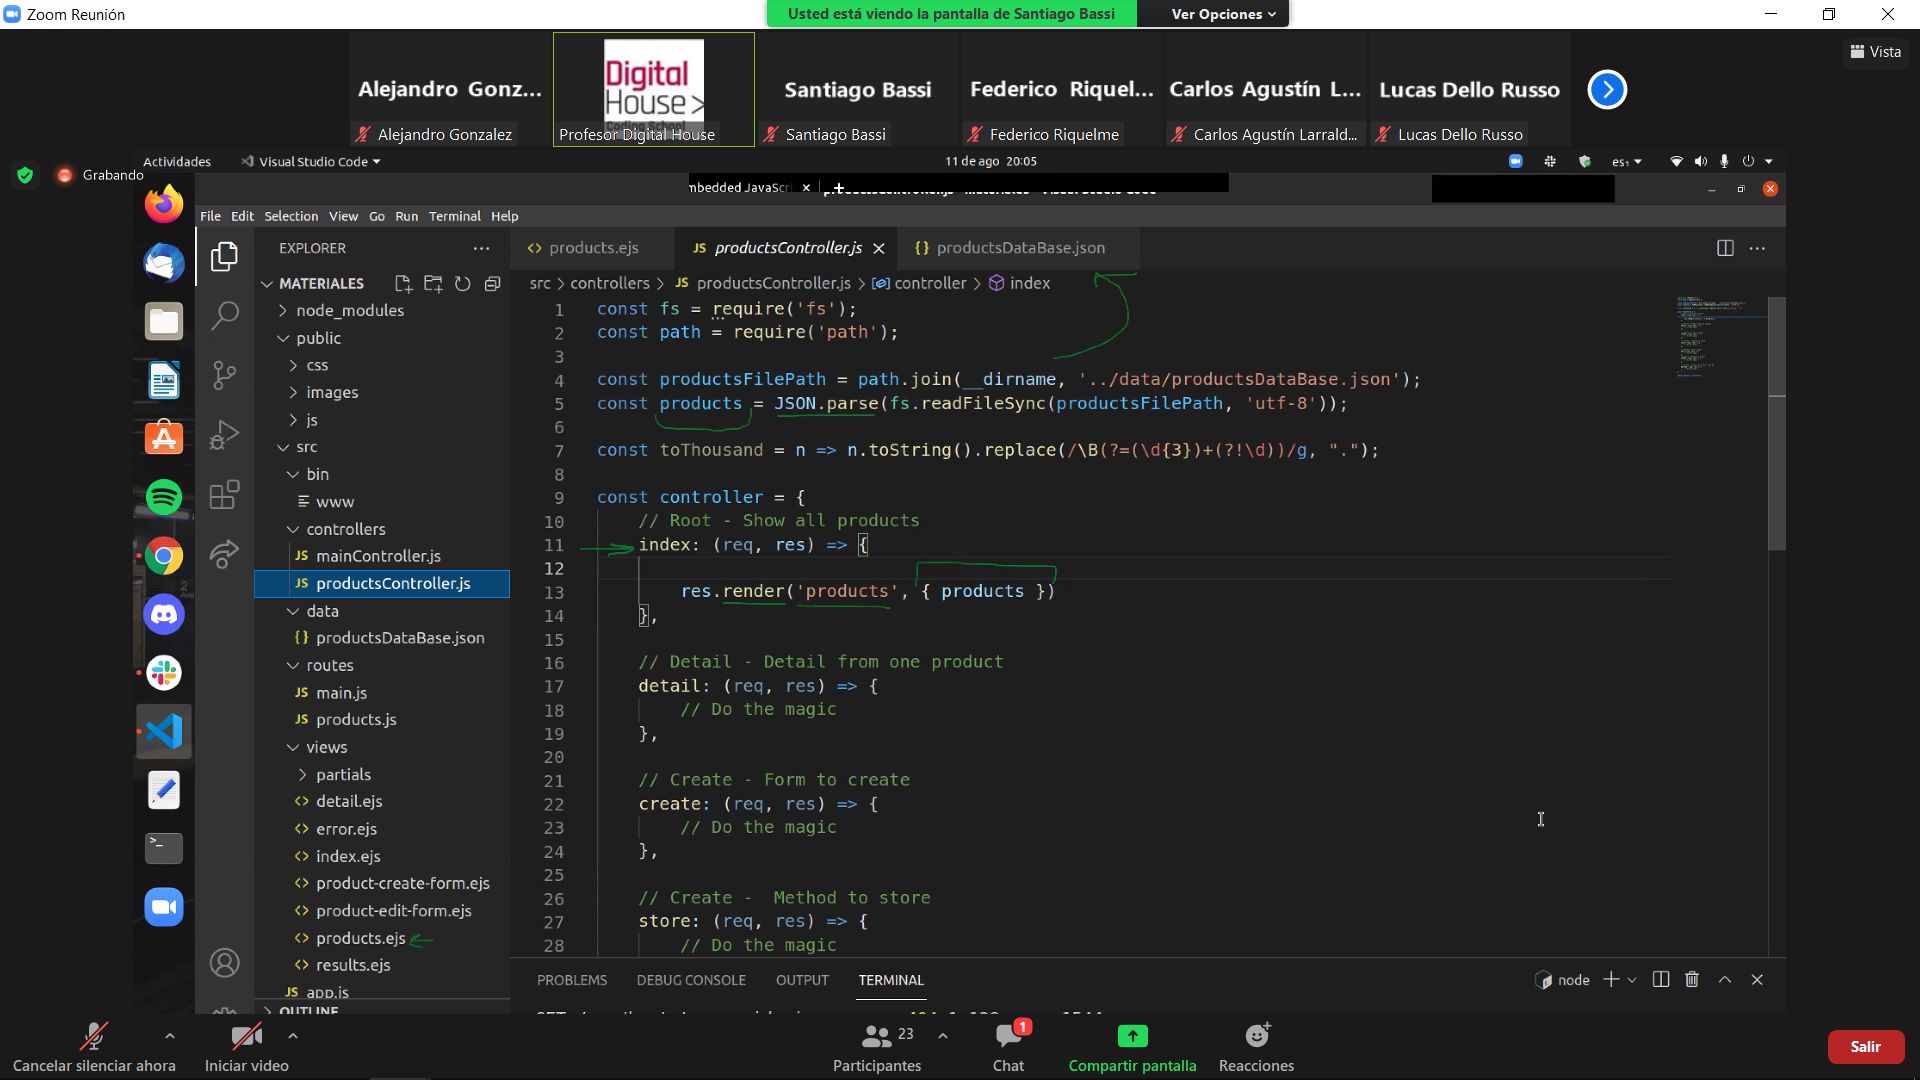 Zoom Reunión
Usted está viendo la pantalla de Santiago Bassi
Ver Opciones
Vista
Alejandro Gonz...
Digital
House>
Coding School
Santiago Bassi
Federico Riquel...
Carlos Agustín L...
Lucas Dello Russo
Alejandro Gonzalez
Profesor Digital House
Santiago Bassi
Federico Riquelme
Carlos Agustín Larrald...
Lucas Dello Russo
Grabando
Actividades
Visual Studio Code
11 de ago 20:05
es₁
mbedded JavaScri
File Edit Selection View Go Run Terminal Help
EXPLORER
MATERIALES
node_modules
public
css
images
js
src
bin
www
controllers
JS mainController.js
JS productsController.js
data
{} productsDataBase.json
routes
JS main.js
JS products.js
views
partials
<> detail.ejs
<> error.ejs
<> index.ejs
<> product-create-form.ejs
<> product-edit-form.ejs
<> products.ejs
<> results.ejs
JS app.js
OUTLINE
<> products.ejs
JS productsController.js
{} productsDataBase.json
src > controllers > JS productsController.js > controller > index
1 const fs = require('fs');
2 const path = require('path');
3
4 const productsFilePath = path.join(__dirname, '../data/productsDataBase.json');
5 const products = JSON.parse(fs.readFileSync(productsFilePath, 'utf-8'));
6
7 const toThousand = n => n.toString().replace(/\B(?=(\d{3})+(?!\d))/g, ".");
8
9 const controller = {
10 // Root - Show all products
11 index: (req, res) => {
12
13 res.render('products', { products })
14 },
15
16 // Detail - Detail from one product
17 detail: (req, res) => {
18 // Do the magic
19 },
20
21 // Create - Form to create
22 create: (req, res) => {
23 // Do the magic
24 },
25
26 // Create -  Method to store
27 store: (req, res) => {
28 // Do the magic
PROBLEMS DEBUG CONSOLE OUTPUT TERMINAL
node
Cancelar silenciar ahora
Iniciar video
23
Participantes
1
Chat
Compartir pantalla
Reacciones
Salir